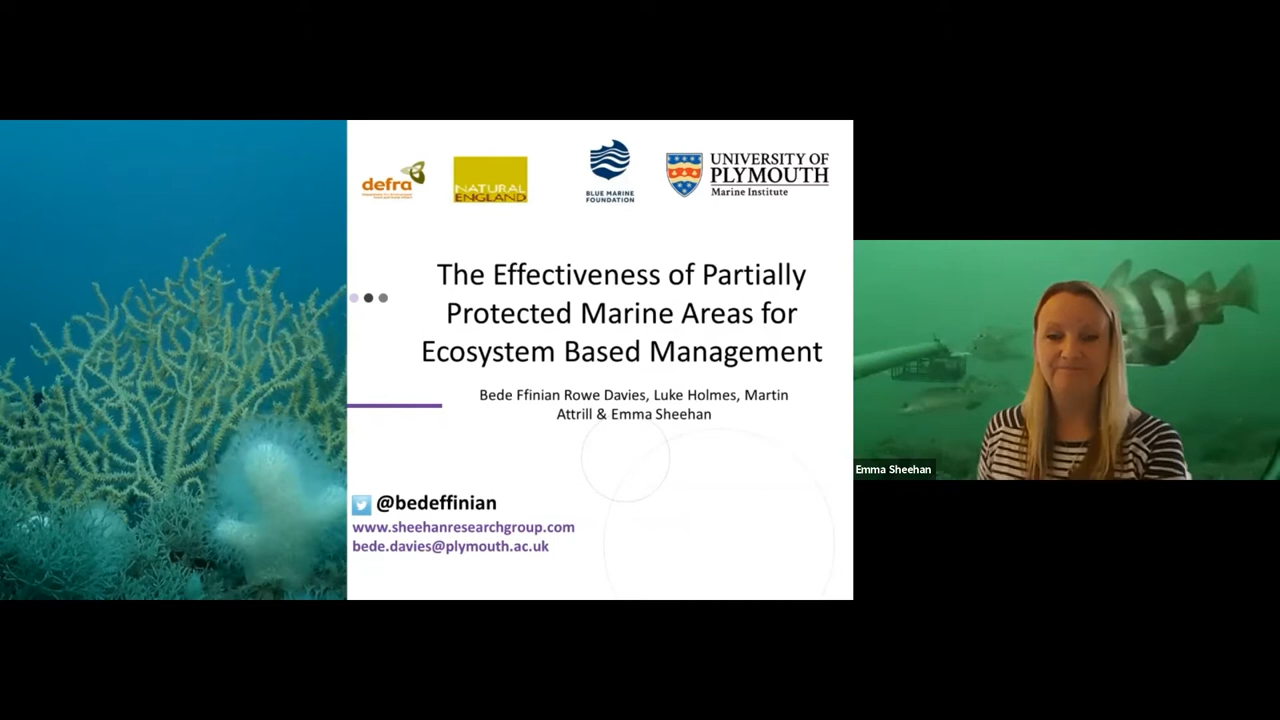 defra
NATURAL
ENGLAND
BLUE MARINE
FOUNDATION
UNIVERSITY OF
PLYMOUTH
Marine Institute
The Effectiveness of Partially
Protected Marine Areas for
Ecosystem Based Management
Bede Ffinian Rowe Davies, Luke Holmes, Martin
Attrill & Emma Sheehan
@bedeffinian
www.sheehanresearchgroup.com
bede.davies@plymouth.ac.uk
Emma Sheehan